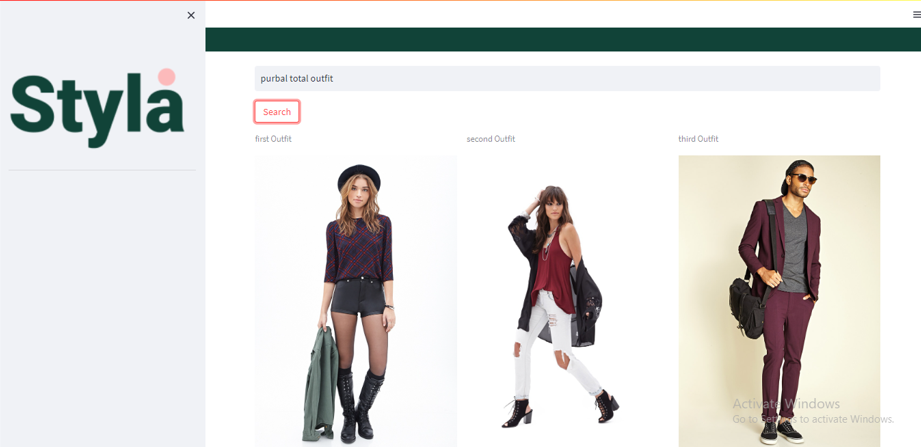 Styla
purbal total outfit
Search
first Outfit
second Outfit
third Outfit
Activate Windows
Go to Settings to activate Windows.